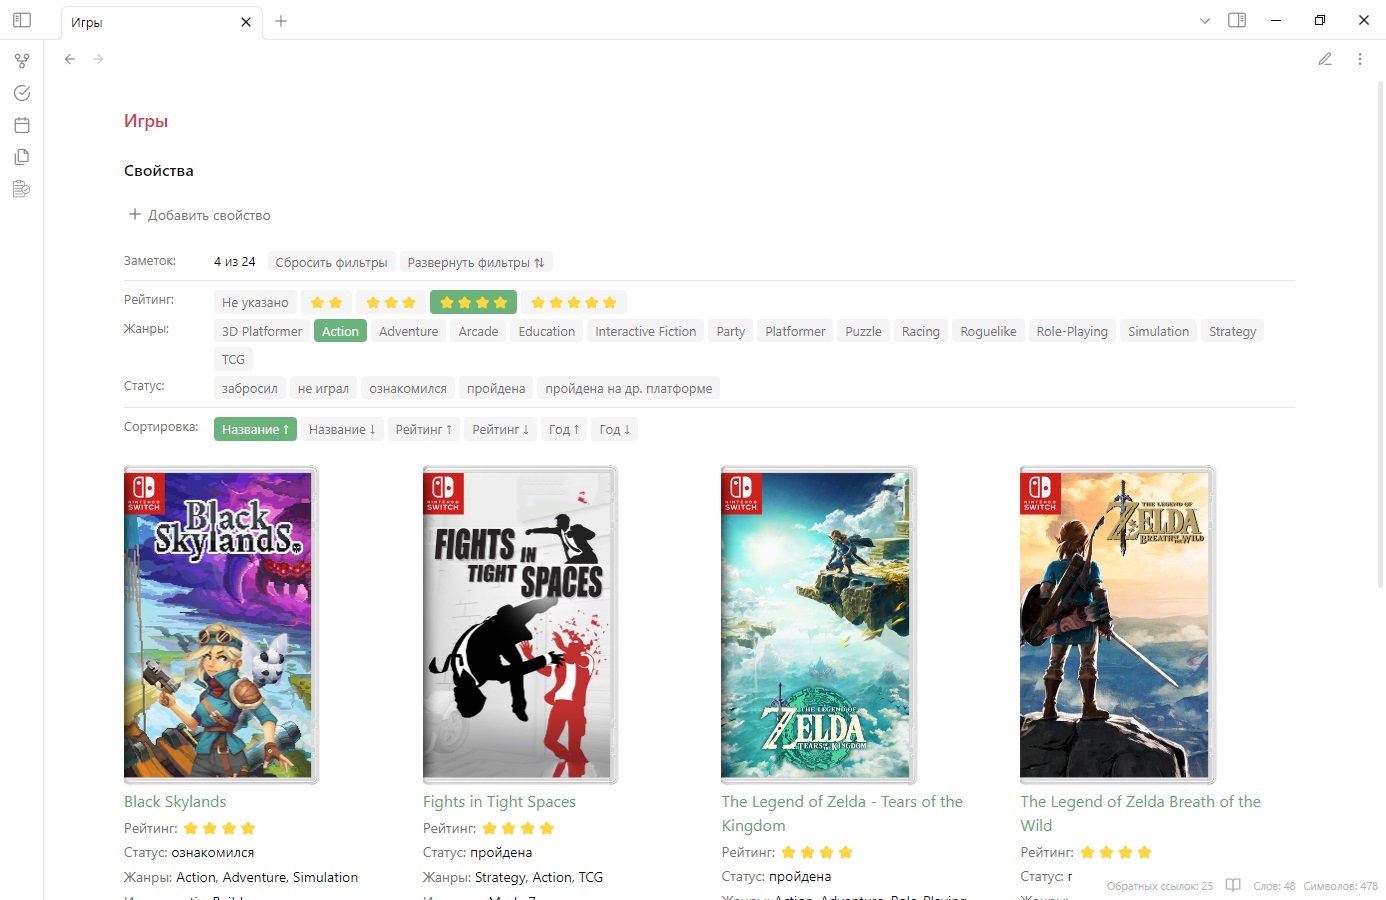 Игры
Игры
Свойства
Добавить свойство
Заметок: 4 из 24 Сбросить фильтры Развернуть фильтры ⇅
Рейтинг: Не указано
Жанры: 3D Platformer Action Adventure Arcade Education Interactive Fiction Party Platformer Puzzle Racing Roguelike Role-Playing Simulation Strategy
TCG
Статус: забросил не играл ознакомился пройдена пройдена на др. платформе
Сортировка: Название ↑ Название ↓ Рейтинг ↑ Рейтинг ↓ Год ↑ Год ↓
NINTENDO SWITCH
Black Skylands
NINTENDO SWITCH
FIGHTS IN TIGHT SPACES
NINTENDO SWITCH
THE LEGEND OF ZELDA TEARS OF THE KINGDOM
NINTENDO SWITCH
THE LEGEND OF ZELDA BREATH OF THE WILD
Black Skylands
Рейтинг:
Статус: ознакомился
Жанры: Action, Adventure, Simulation
Fights in Tight Spaces
Рейтинг:
Статус: пройдена
Жанры: Strategy, Action, TCG
The Legend of Zelda - Tears of the
Kingdom
Рейтинг:
Статус: пройдена
Жанры: Action, Adventure, Role-Playing
The Legend of Zelda Breath of the
Wild
Рейтинг:
Статус:
Обратных ссылок: 25 Слов: 48 Символов: 478